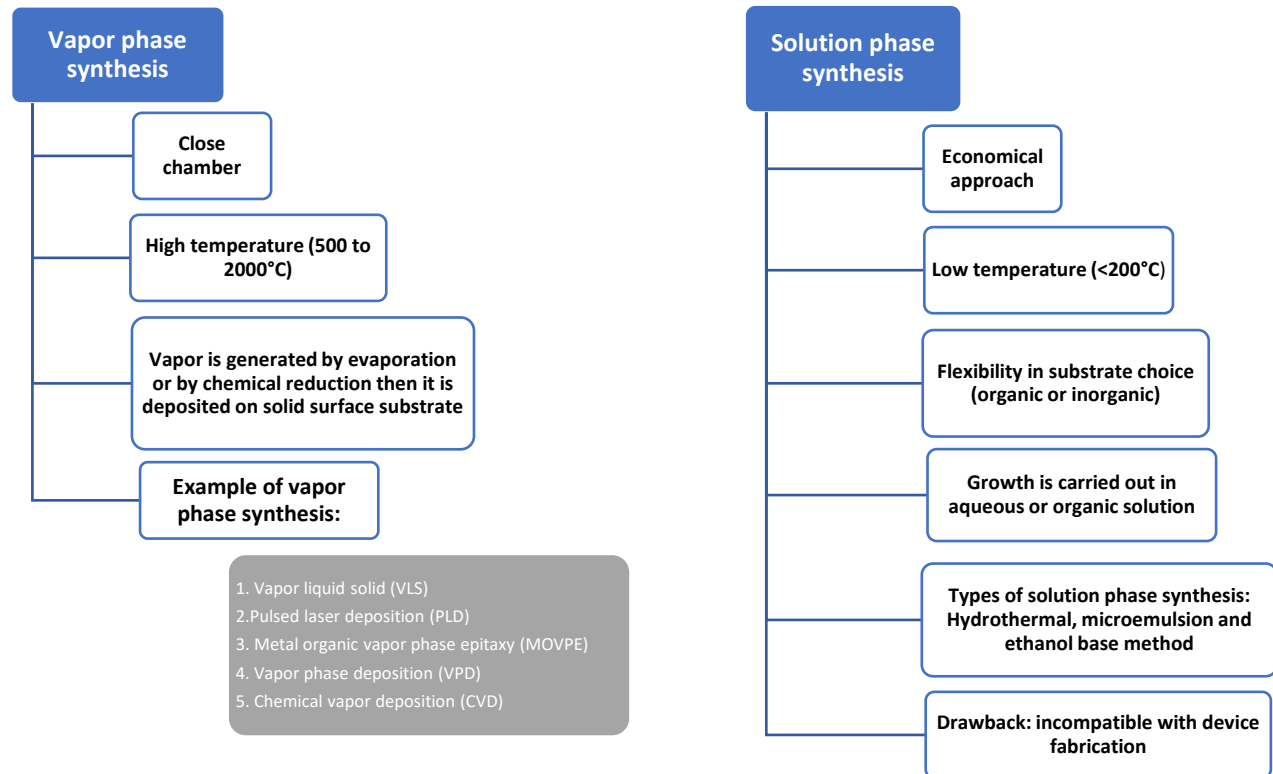 Vapor phase
synthesis
Close
chamber
High temperature (500 to
2000°C)
Vapor is generated by evaporation
or by chemical reduction then it is
deposited on solid surface substrate
Example of vapor
phase synthesis:
1. Vapor liquid solid (VLS)
2.Pulsed laser deposition (PLD)
3. Metal organic vapor phase epitaxy (MOVPE)
4. Vapor phase deposition (VPD)
5. Chemical vapor deposition (CVD)
Solution phase
synthesis
Economical
approach
Low temperature (<200°C)
Flexibility in substrate choice
(organic or inorganic)
Growth is carried out in
aqueous or organic solution
Types of solution phase synthesis:
Hydrothermal, microemulsion and
ethanol base method
Drawback: incompatible with device
fabrication